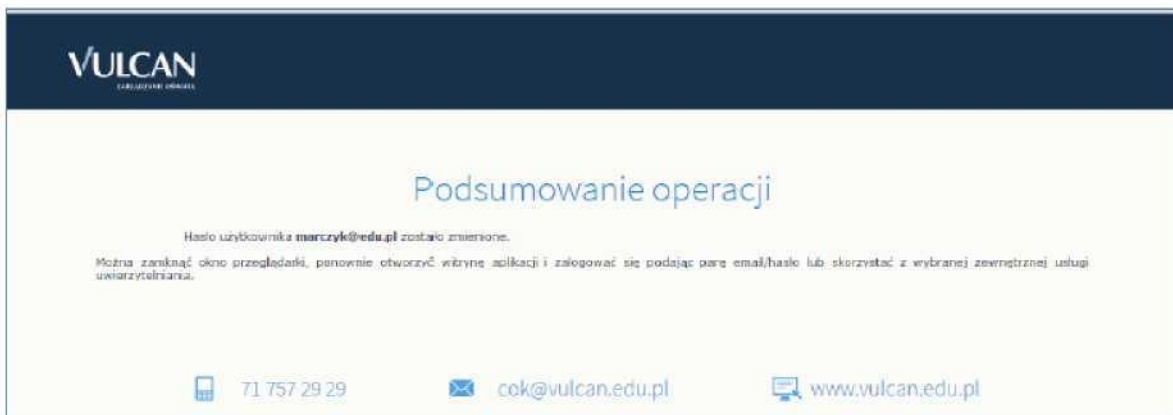 VULCAN
ZARZĄDZANIE OŚWIATĄ
Podsumowanie operacji
Hasło użytkownika marczyk@edu.pl zostało zmienione.
Można zamknąć okno przeglądarki, ponownie otworzyć witrynę aplikacji i zalogować się podając parę email/hasło lub skorzystać z wybranej zewnętrznej usługi
uwierzytelniania.
71 757 29 29 cok@vulcan.edu.pl www.vulcan.edu.pl